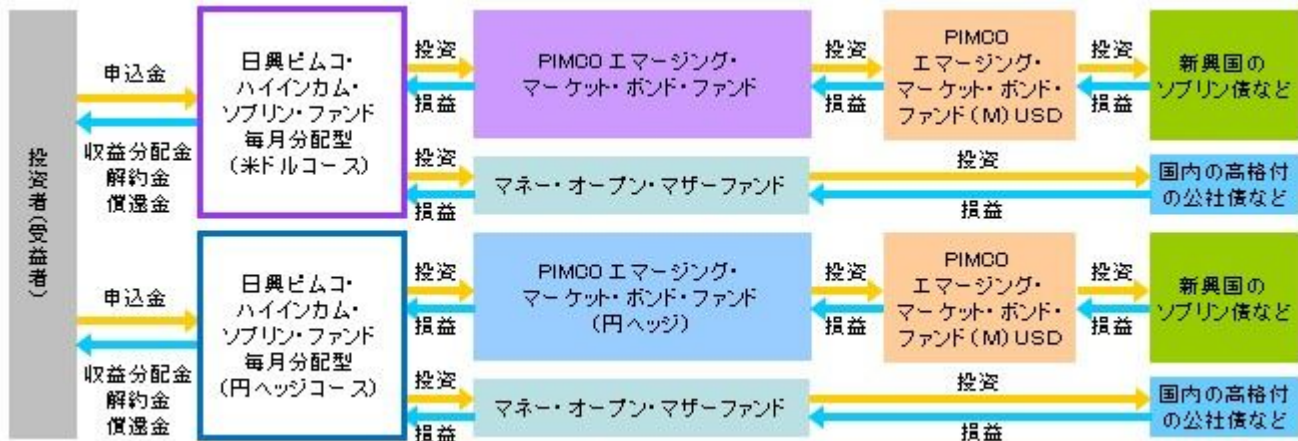 投資者(受益者)
申込金
収益分配金
解約金
償還金
日興ピムコ・
ハイインカム・
ソブリン・ファンド
毎月分配型
(米ドルコース)
投資
損益
PIMCO エマージング・
マーケット・ボンド・ファンド
投資
損益
PIMCO
エマージング・
マーケット・ボンド・
ファンド(M)USD
投資
損益
新興国の
ソブリン債など
投資
損益
マネー・オープン・マザーファンド
投資
損益
国内の高格付
の公社債など
申込金
収益分配金
解約金
償還金
日興ピムコ・
ハイインカム・
ソブリン・ファンド
毎月分配型
(円ヘッジコース)
投資
損益
PIMCO エマージング・
マーケット・ボンド・ファンド
(円ヘッジ)
投資
損益
PIMCO
エマージング・
マーケット・ボンド・
ファンド(M)USD
投資
損益
新興国の
ソブリン債など
投資
損益
マネー・オープン・マザーファンド
投資
損益
国内の高格付
の公社債など